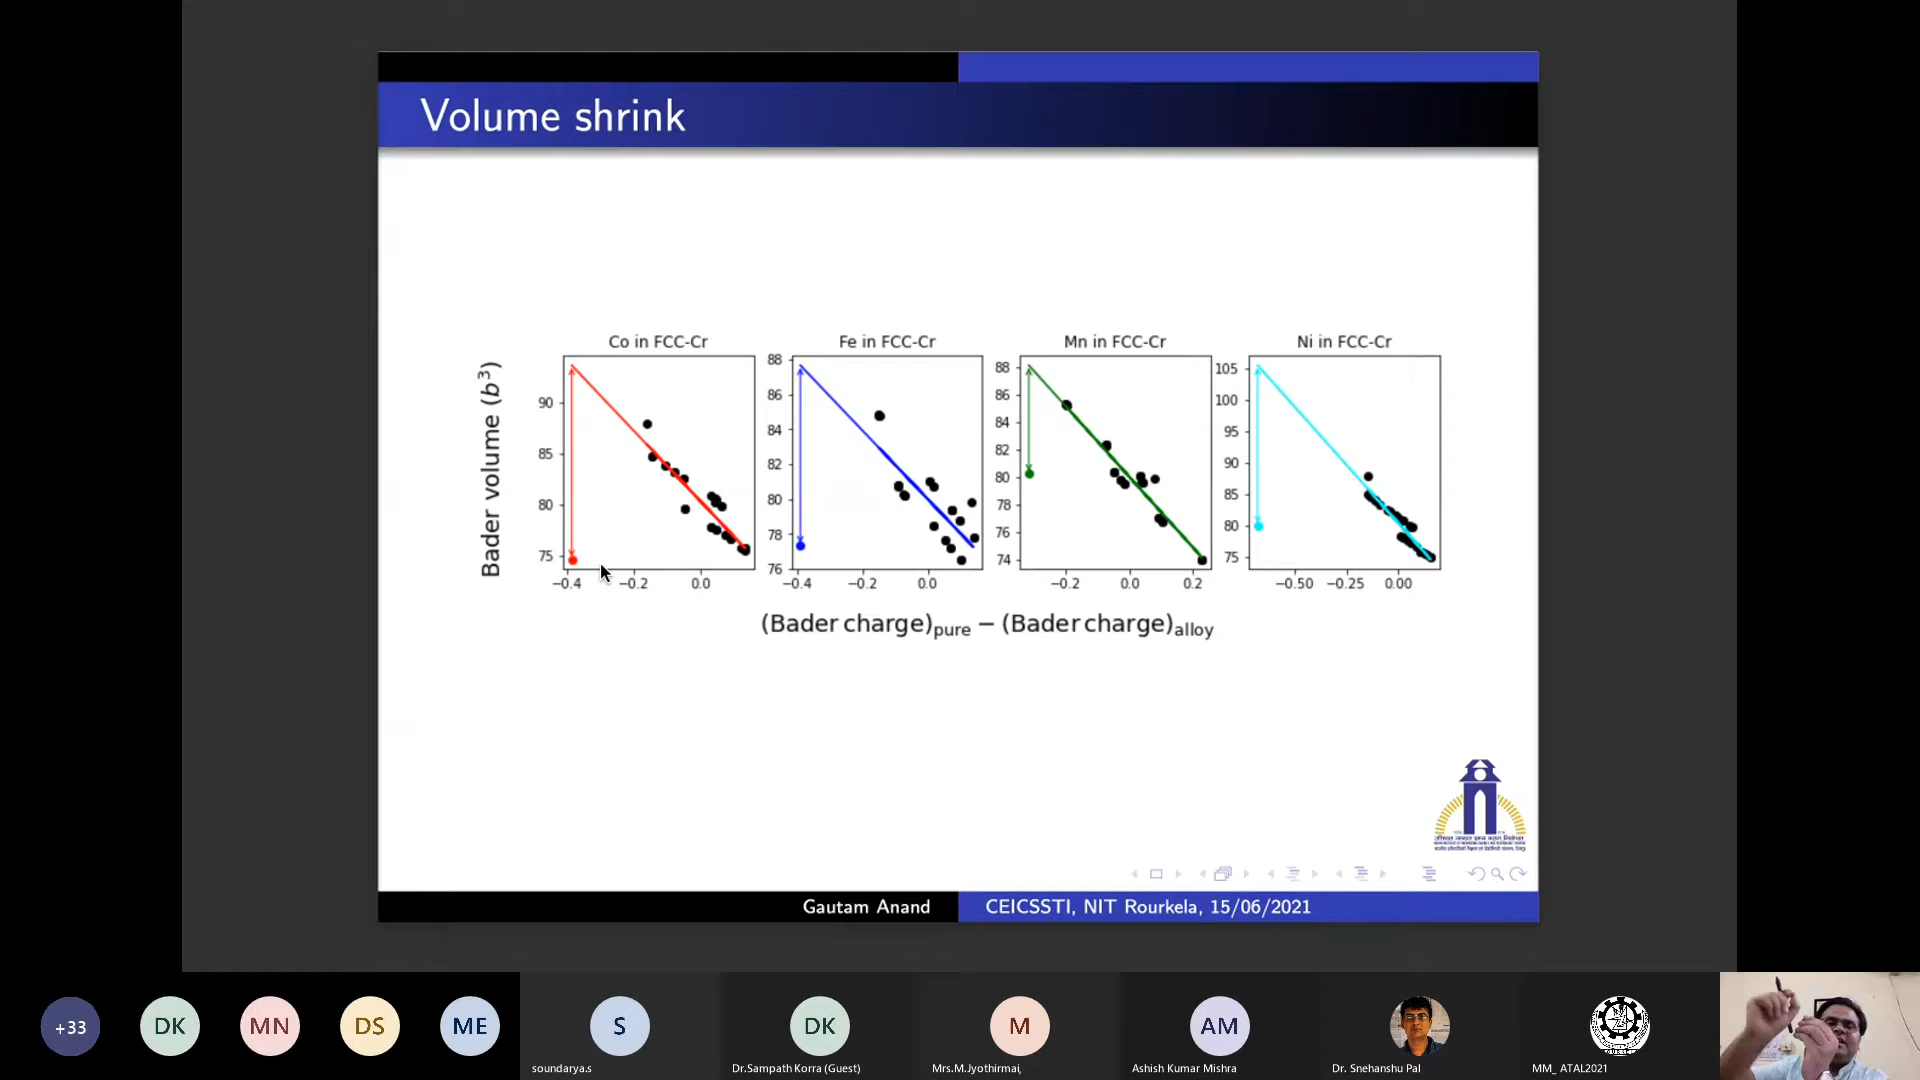 Volume shrink
Co in FCC-Cr
Fe in FCC-Cr
Mn in FCC-Cr
Ni in FCC-Cr
Bader volume (b³)
90
85
80
75
−0.4 −0.2 0.0
88
86
84
82
80
78
76
−0.4 −0.2 0.0
88
86
84
82
80
78
76
74
−0.2 0.0 0.2
105
100
95
90
85
80
75
−0.50 −0.25 0.00
(Bader charge)pure − (Bader charge)alloy
Gautam Anand
CEICSSTI, NIT Rourkela, 15/06/2021
+33
DK
MN
DS
ME
S
soundarya.s
DK
Dr.Sampath Korra (Guest)
M
Mrs.M.Jyothirmai,
AM
Ashish Kumar Mishra
Dr. Snehanshu Pal
MM_ ATAL2021